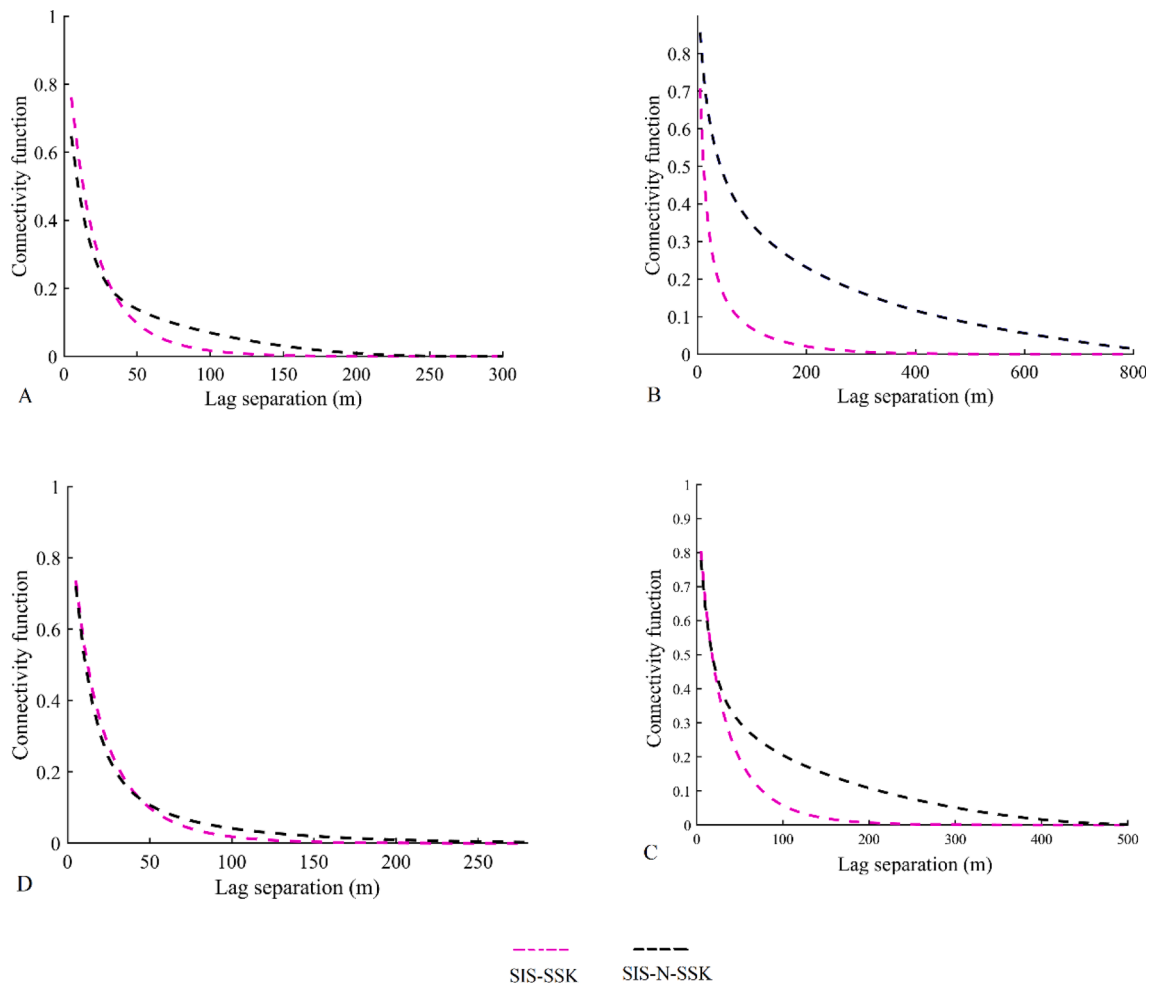 1
0.8
0.6
0.4
0.2
0
Connectivity function
0 50 100 150 200 250 300
Lag separation (m)
A
0.8
0.7
0.6
0.5
0.4
0.3
0.2
0.1
0
Connectivity function
0 200 400 600 800
Lag separation (m)
B
1
0.8
0.6
0.4
0.2
0
Connectivity function
0 50 100 150 200 250
Lag separation (m)
D
1
0.9
0.8
0.7
0.6
0.5
0.4
0.3
0.2
0.1
0
Connectivity function
0 100 200 300 400 500
Lag separation (m)
C
SIS-SSK SIS-N-SSK